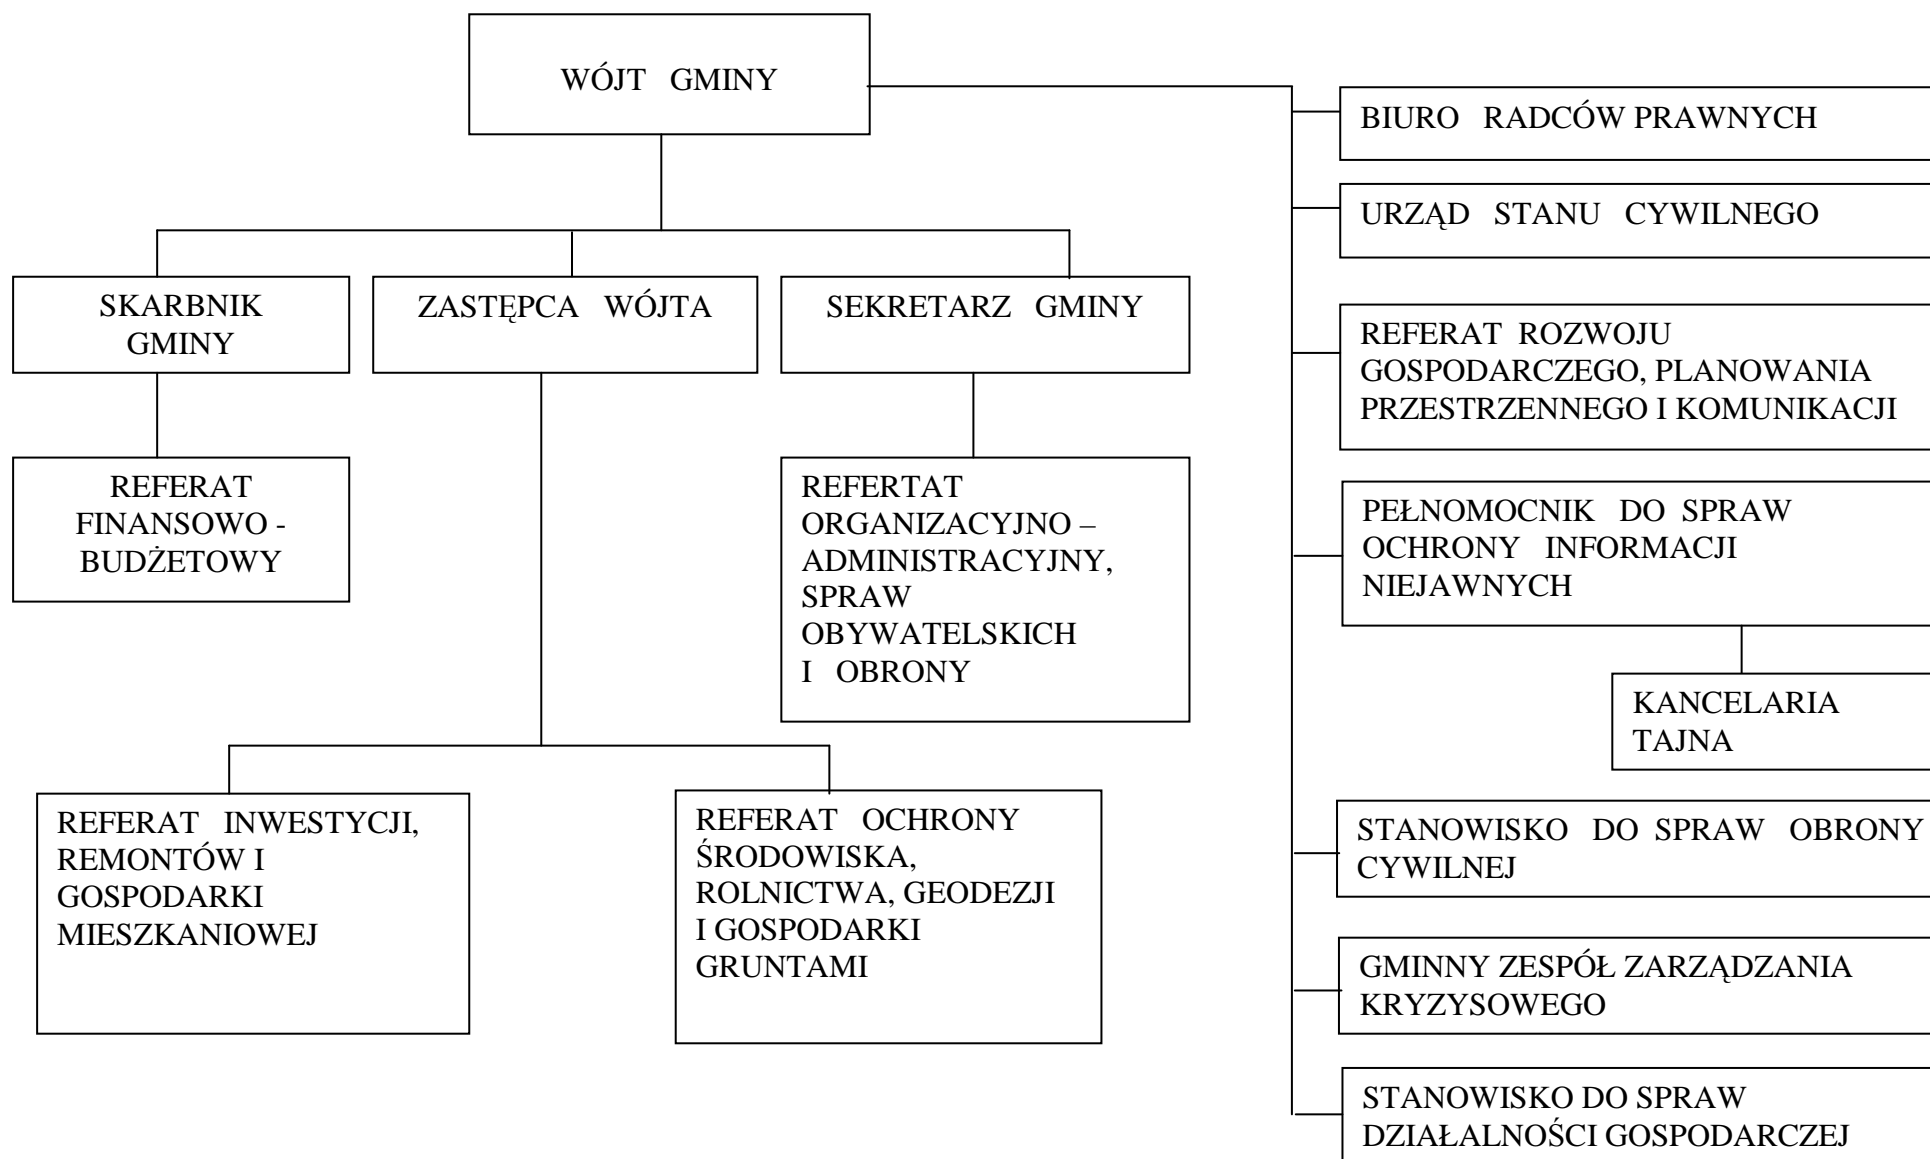 WÓJT GMINY
SKARBNIK
GMINY
ZASTĘPCA WÓJTA
SEKRETARZ GMINY
REFERAT
FINANSOWO -
BUDŻETOWY
REFERTAT
ORGANIZACYJNO –
ADMINISTRACYJNY,
SPRAW
OBYWATELSKICH
I OBRONY
REFERAT INWESTYCJI,
REMONTÓW I
GOSPODARKI
MIESZKANIOWEJ
REFERAT OCHRONY
ŚRODOWISKA,
ROLNICTWA, GEODEZJI
I GOSPODARKI
GRUNTAMI
BIURO RADCÓW PRAWNYCH
URZĄD STANU CYWILNEGO
REFERAT ROZWOJU
GOSPODARCZEGO, PLANOWANIA
PRZESTRZENNEGO I KOMUNIKACJI
PEŁNOMOCNIK DO SPRAW
OCHRONY INFORMACJI
NIEJAWNYCH
KANCELARIA
TAJNA
STANOWISKO DO SPRAW OBRONY
CYWILNEJ
GMINNY ZESPÓŁ ZARZĄDZANIA
KRYZYSOWEGO
STANOWISKO DO SPRAW
DZIAŁALNOŚCI GOSPODARCZEJ